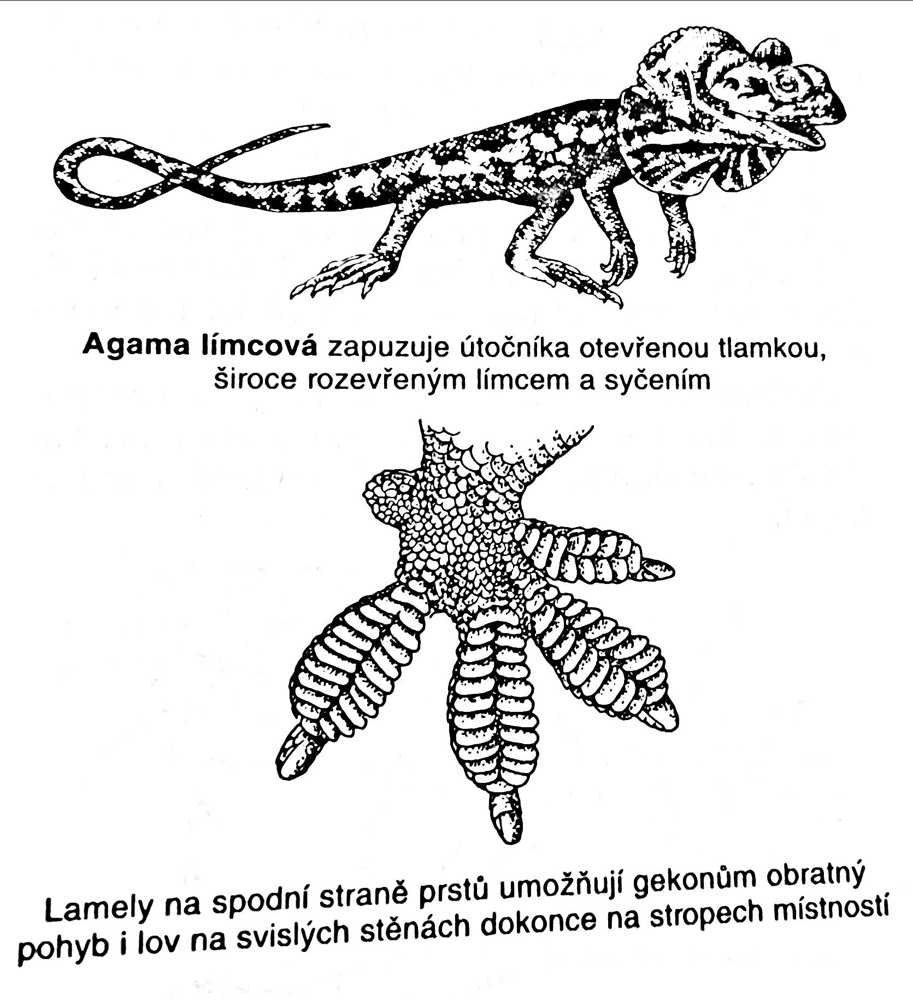 Agama límcová zapuzuje útočníka otevřenou tlamkou,
široce rozevřeným límcem a syčením
Lamely na spodní straně prstů umožňují gekonům obratný
pohyb i lov na svislých stěnách dokonce na stropech místností